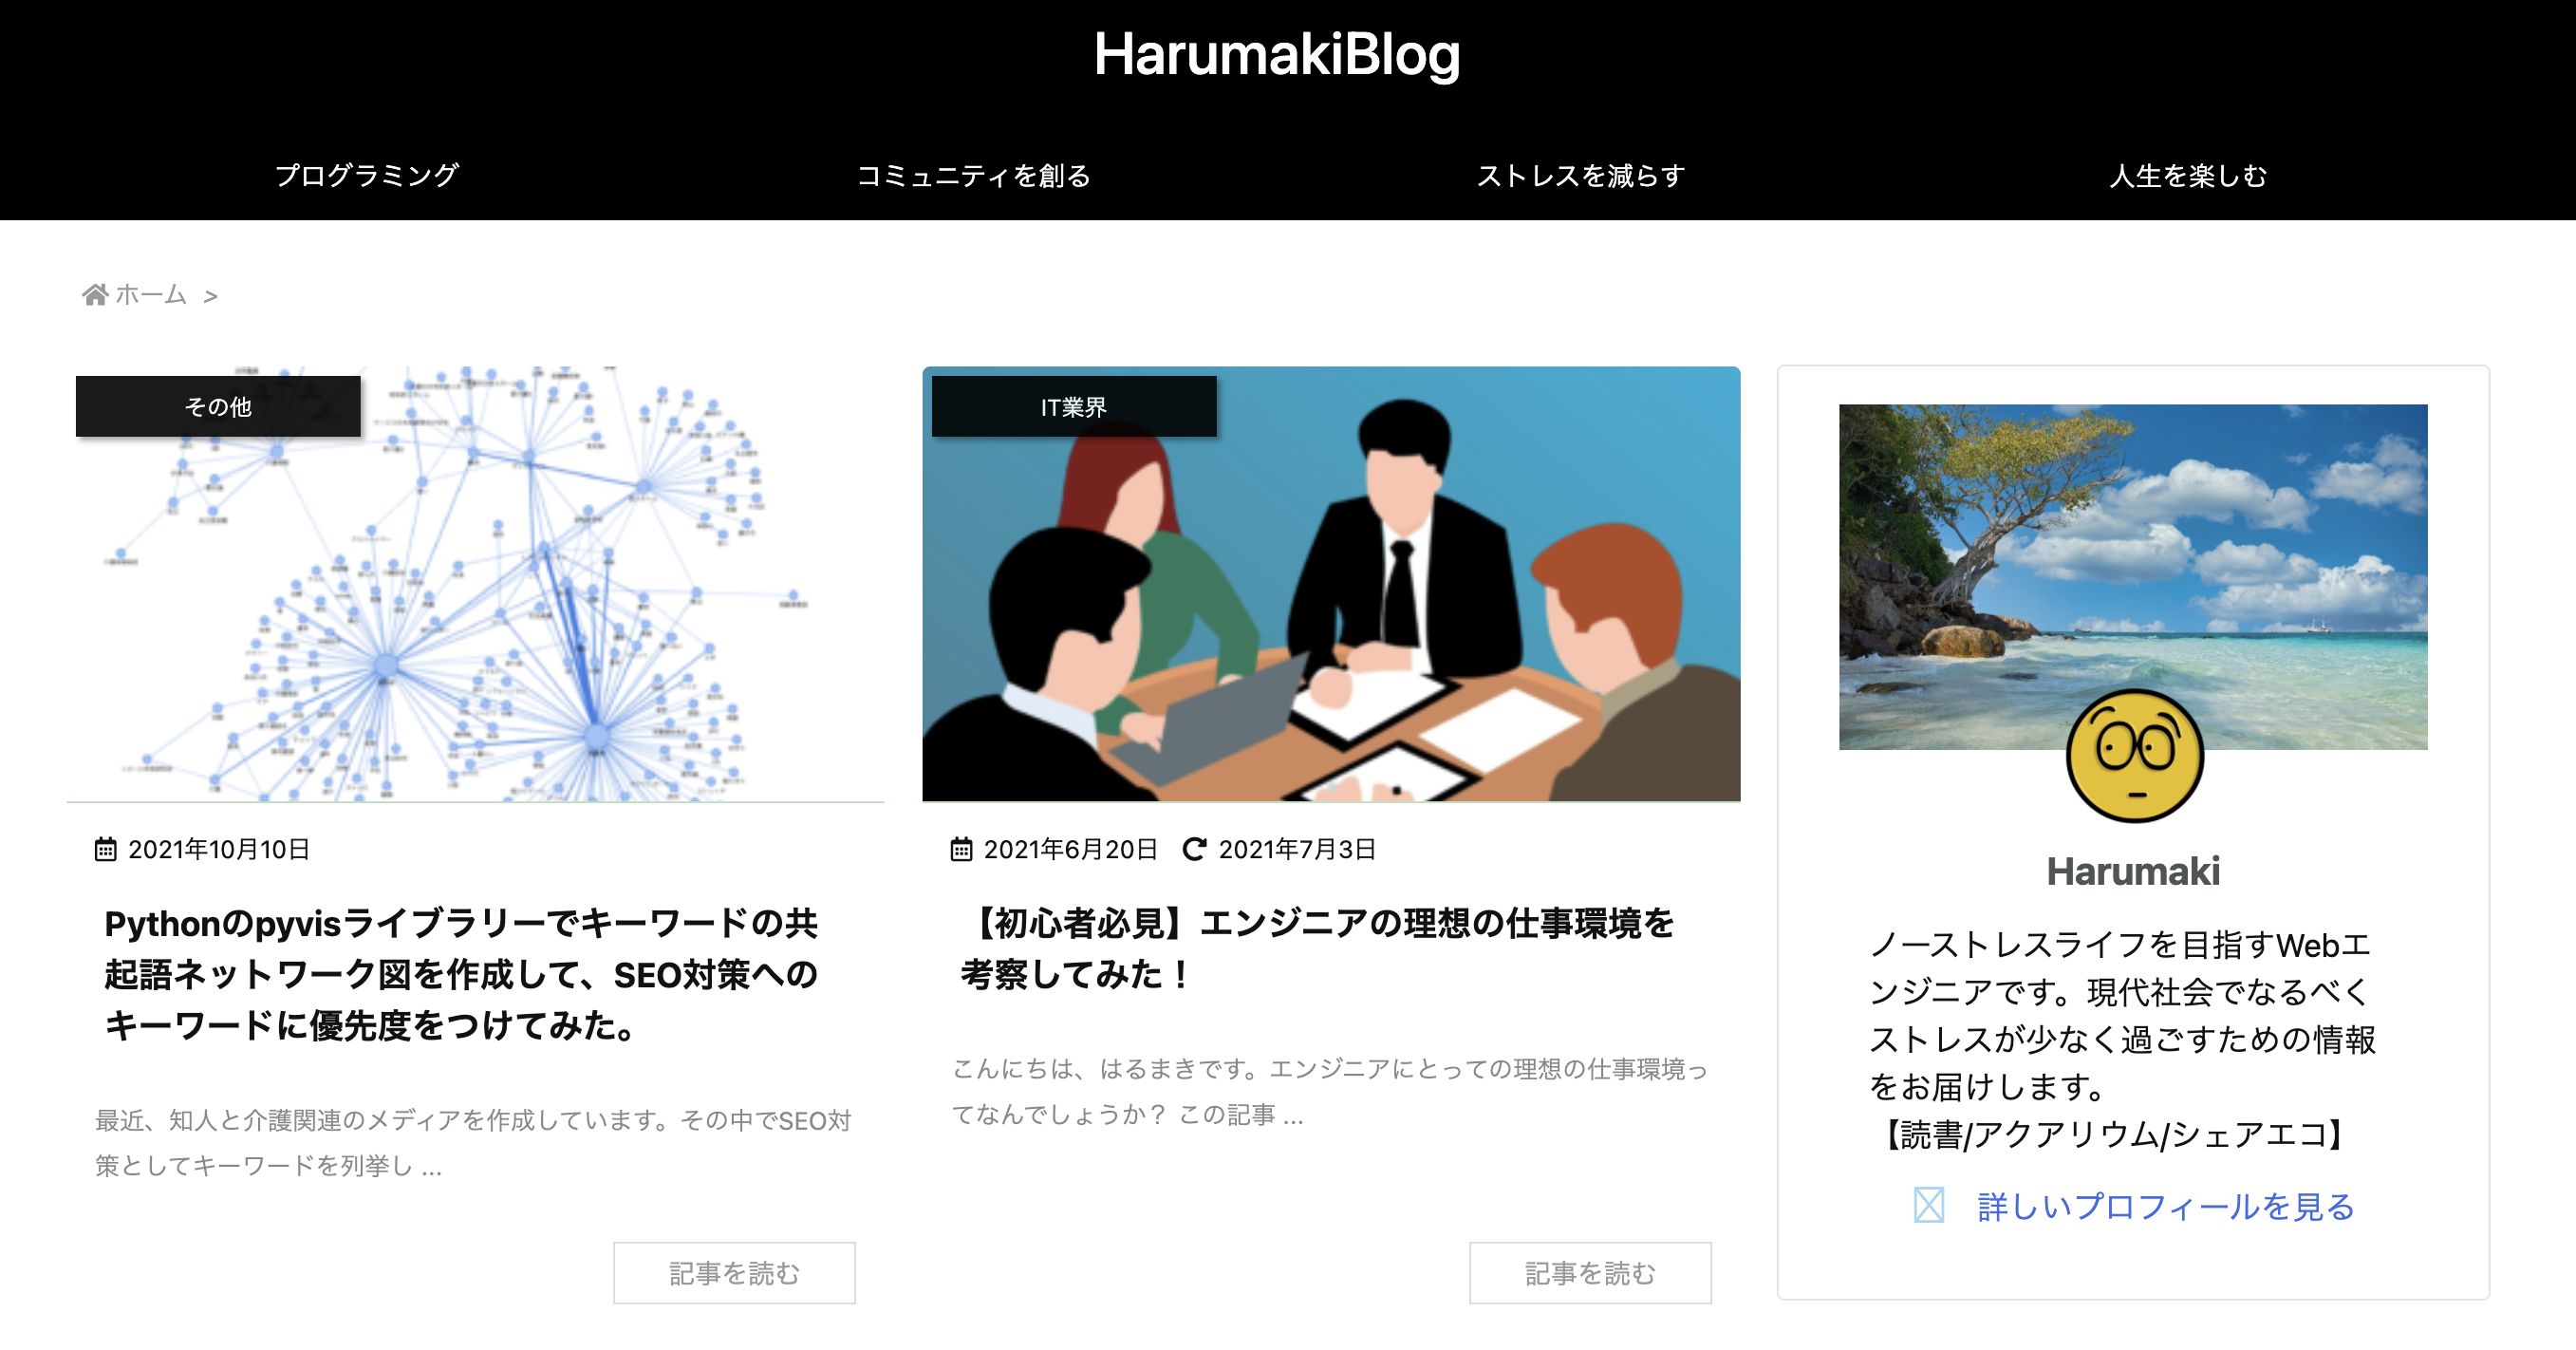 HarumakiBlog
プログラミング
コミュニティを創る
ストレスを減らす
人生を楽しむ
ホーム >
その他
2021年10月10日
Pythonのpyvisライブラリーでキーワードの共
起語ネットワーク図を作成して、SEO対策への
キーワードに優先度をつけてみた。
最近、知人と介護関連のメディアを作成しています。その中でSEO対
策としてキーワードを列挙し ...
記事を読む
IT業界
2021年6月20日 2021年7月3日
【初心者必見】エンジニアの理想の仕事環境を
考察してみた！
こんにちは、はるまきです。エンジニアにとっての理想の仕事環境っ
てなんでしょうか？ この記事 ...
記事を読む
Harumaki
ノーストレスライフを目指すWebエ
ンジニアです。現代社会でなるべく
ストレスが少なく過ごすための情報
をお届けします。
【読書/アクアリウム/シェアエコ】
詳しいプロフィールを見る